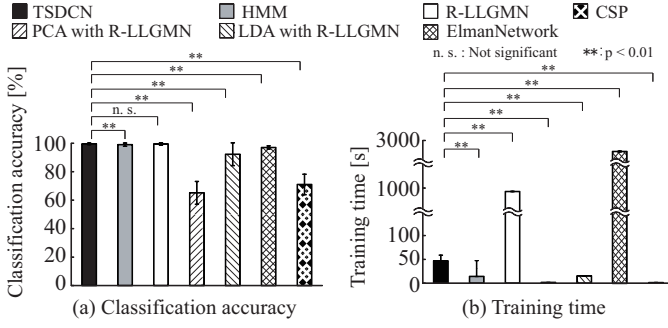 TSDCN HMM R-LLGMN CSP
PCA with R-LLGMN LDA with R-LLGMN ElmanNetwork
n. s. : Not significant **: p < 0.01
Classification accuracy [%]
100
80
60
40
20
0
**
**
**
**
n. s.
**
(a) Classification accuracy
Training time [s]
3000
1000
100
50
0
**
**
**
**
**
**
(b) Training time